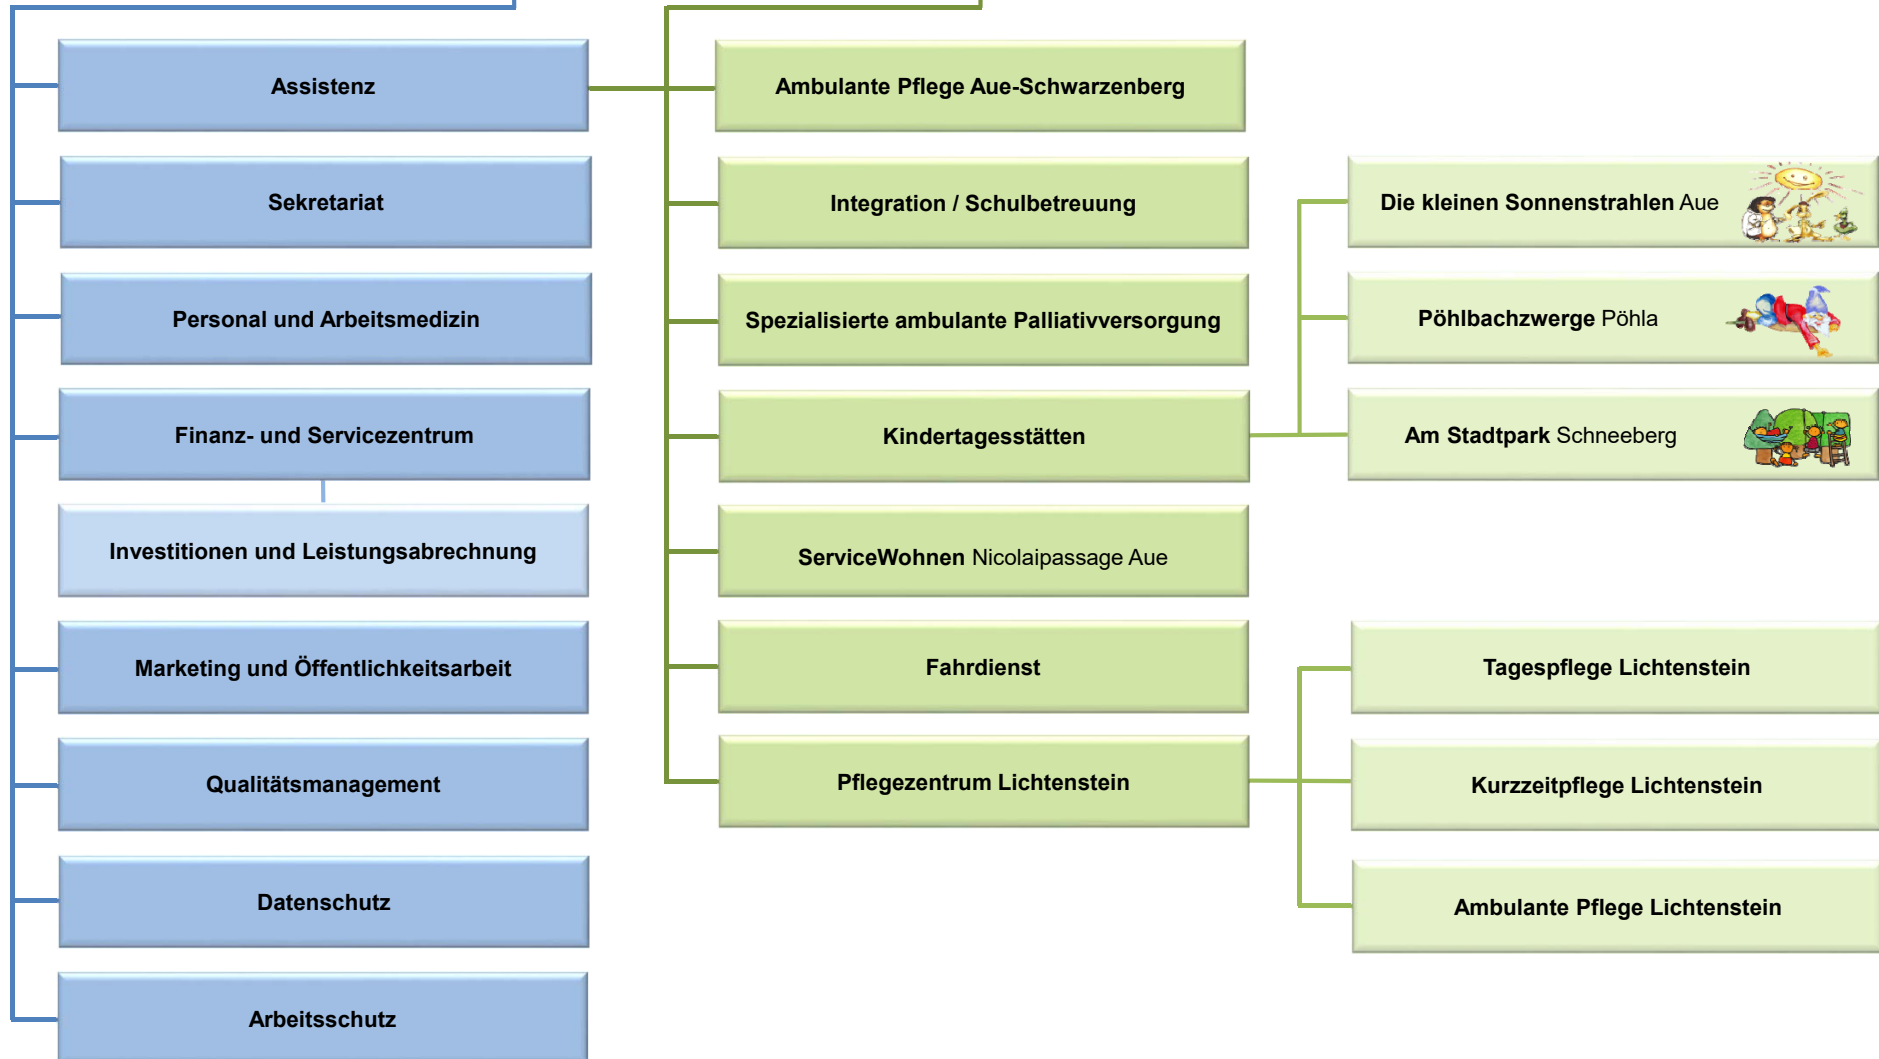 Assistenz
Sekretariat
Personal und Arbeitsmedizin
Finanz- und Servicezentrum
Investitionen und Leistungsabrechnung
Marketing und Öffentlichkeitsarbeit
Qualitätsmanagement
Datenschutz
Arbeitsschutz
Ambulante Pflege Aue-Schwarzenberg
Integration / Schulbetreuung
Spezialisierte ambulante Palliativversorgung
Kindertagesstätten
ServiceWohnen Nicolaipassage Aue
Fahrdienst
Pflegezentrum Lichtenstein
Die kleinen Sonnenstrahlen Aue
Pöhlbachzwerge Pöhla
Am Stadtpark Schneeberg
Tagespflege Lichtenstein
Kurzzeitpflege Lichtenstein
Ambulante Pflege Lichtenstein